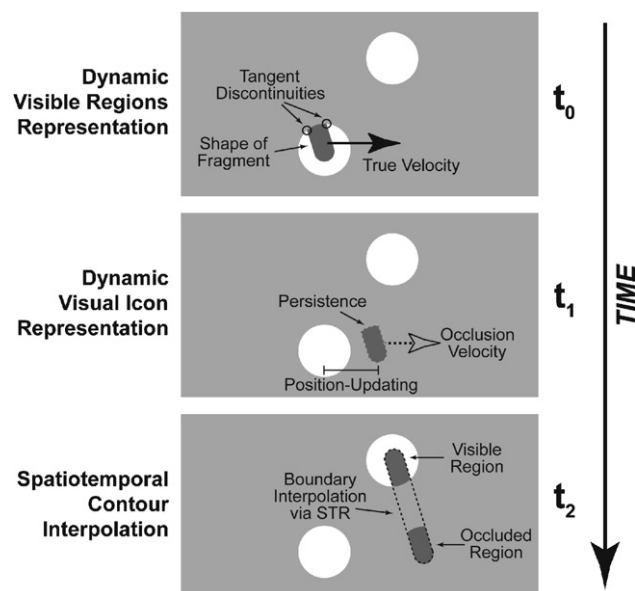 Dynamic
Visible Regions
Representation
Tangent
Discontinuities
Shape of
Fragment
True Velocity
t0
Dynamic
Visual Icon
Representation
Persistence
Occlusion
Velocity
Position-Updating
t1
TIME
Spatiotemporal
Contour
Interpolation
Visible
Region
Boundary
Interpolation
via STR
Occluded
Region
t2